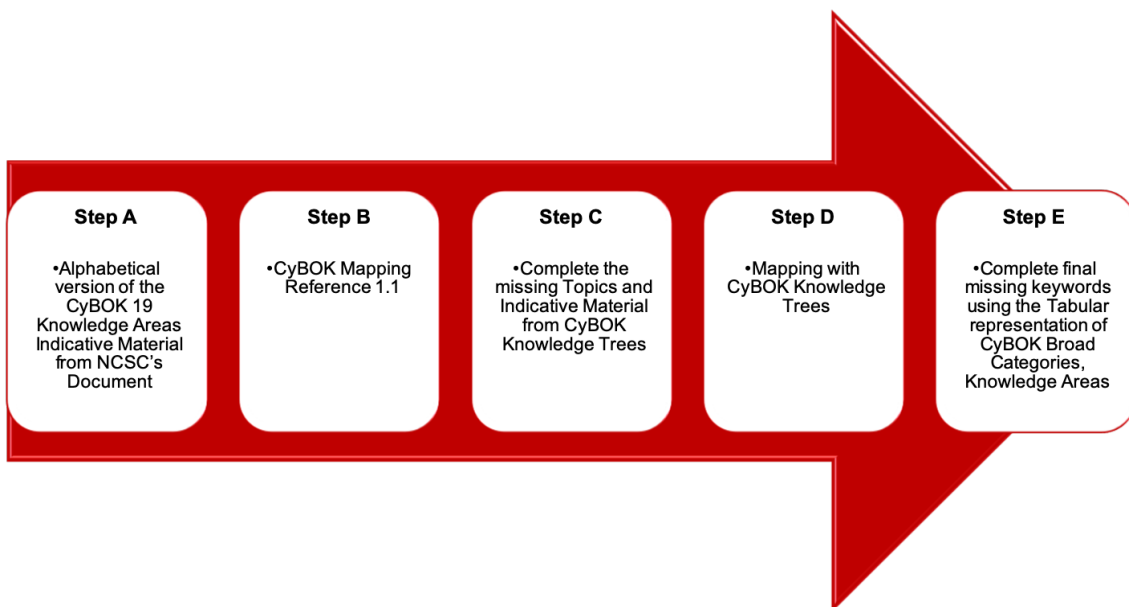 Step A
•Alphabetical
version of the
CyBOK 19
Knowledge Areas
Indicative Material
from NCSC's
Document
Step B
•CyBOK Mapping
Reference 1.1
Step C
•Complete the
missing Topics and
Indicative Material
from CyBOK
Knowledge Trees
Step D
•Mapping with
CyBOK Knowledge
Trees
Step E
•Complete final
missing keywords
using the Tabular
representation of
CyBOK Broad
Categories,
Knowledge Areas